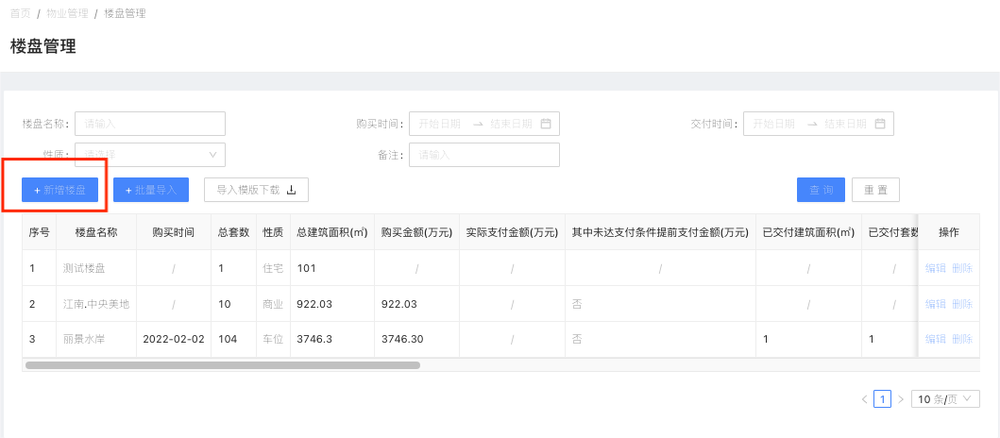 首页 / 物业管理 / 楼盘管理
楼盘管理
楼盘名称: 请输入 购买时间: 开始日期 → 结束日期 交付时间: 开始日期 → 结束日期
性质: 请选择 备注: 请输入
+ 新增楼盘 + 批量导入 导入模版下载 查 询 重 置
序号 楼盘名称 购买时间 总套数 性质 总建筑面积(㎡) 购买金额(万元) 实际支付金额(万元) 其中未达支付条件提前支付金额(万元) 已交付建筑面积(㎡) 已交付套数 操作
1 测试楼盘 / 1 住宅 101 / / / / / 编辑 删除
2 江南.中央美地 / 10 商业 922.03 922.03 / 否 / / 编辑 删除
3 丽景水岸 2022-02-02 104 车位 3746.3 3746.30 / 否 1 1 编辑 删除
< 1 > 10 条/页